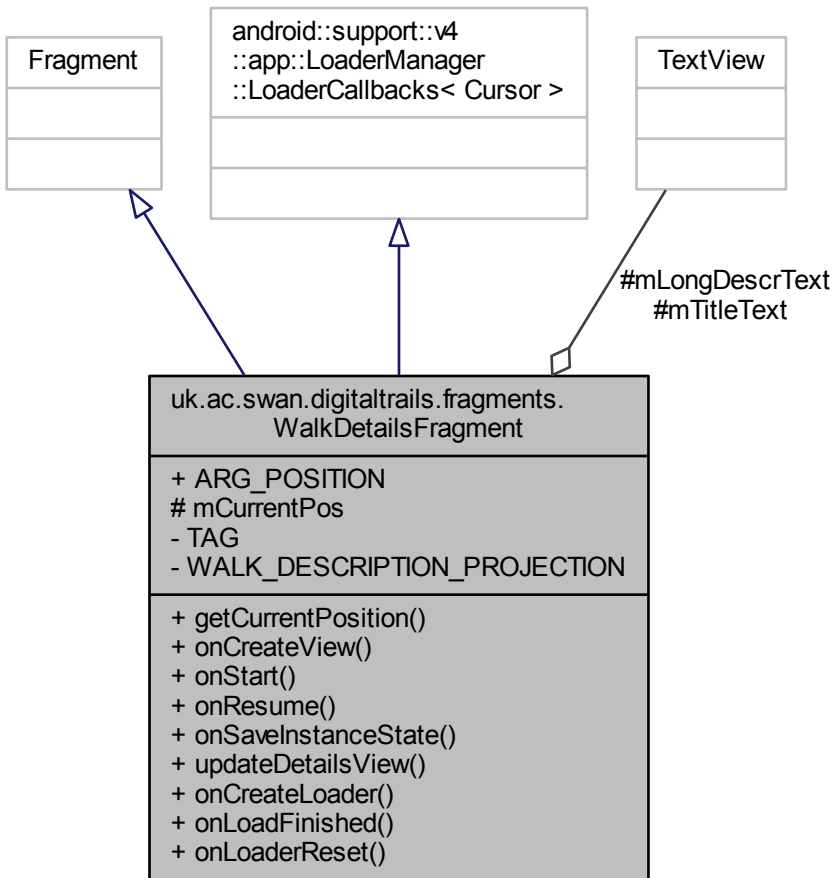 Fragment
android::support::v4
::app::LoaderManager
::LoaderCallbacks< Cursor >
TextView
#mLongDescrText
#mTitleText
uk.ac.swan.digitaltrails.fragments.
WalkDetailsFragment
+ ARG_POSITION
# mCurrentPos
- TAG
- WALK_DESCRIPTION_PROJECTION
+ getCurrentPosition()
+ onCreateView()
+ onStart()
+ onResume()
+ onSaveInstanceState()
+ updateDetailsView()
+ onCreateLoader()
+ onLoadFinished()
+ onLoaderReset()